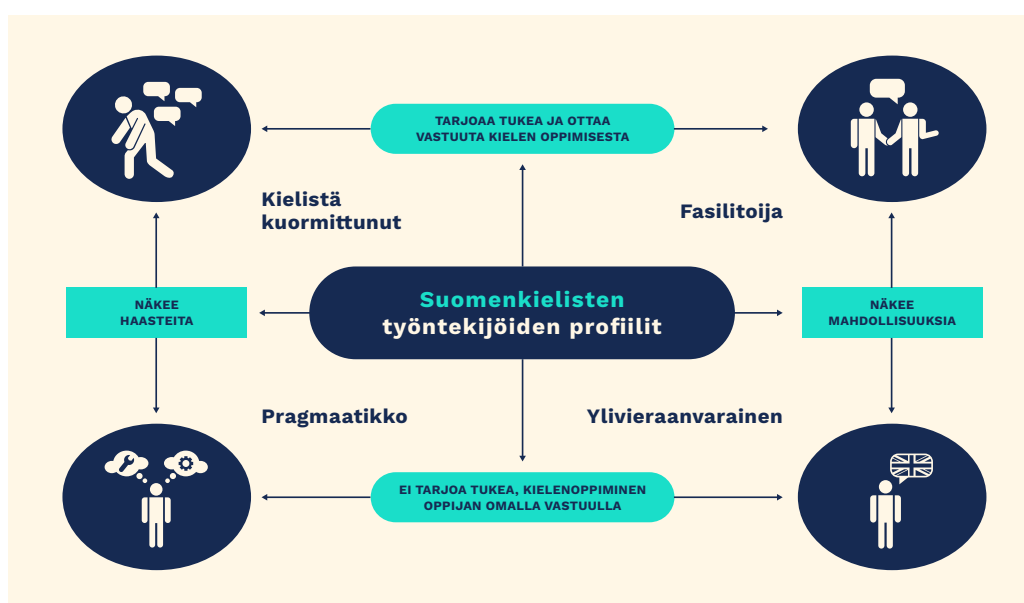 TARJOAA TUKEA JA OTTAA
VASTUUTA KIELEN OPPIMISESTA
Kielistä
kuormittunut
Fasilitoija
NÄKEE
HAASTEITA
Suomenkielisten
työntekijöiden profiilit
NÄKEE
MAHDOLLISUUKSIA
Pragmaatikko
Ylivieraanvarainen
EI TARJOA TUKEA, KIELENOPPIMINEN
OPPIJAN OMALLA VASTUULLA